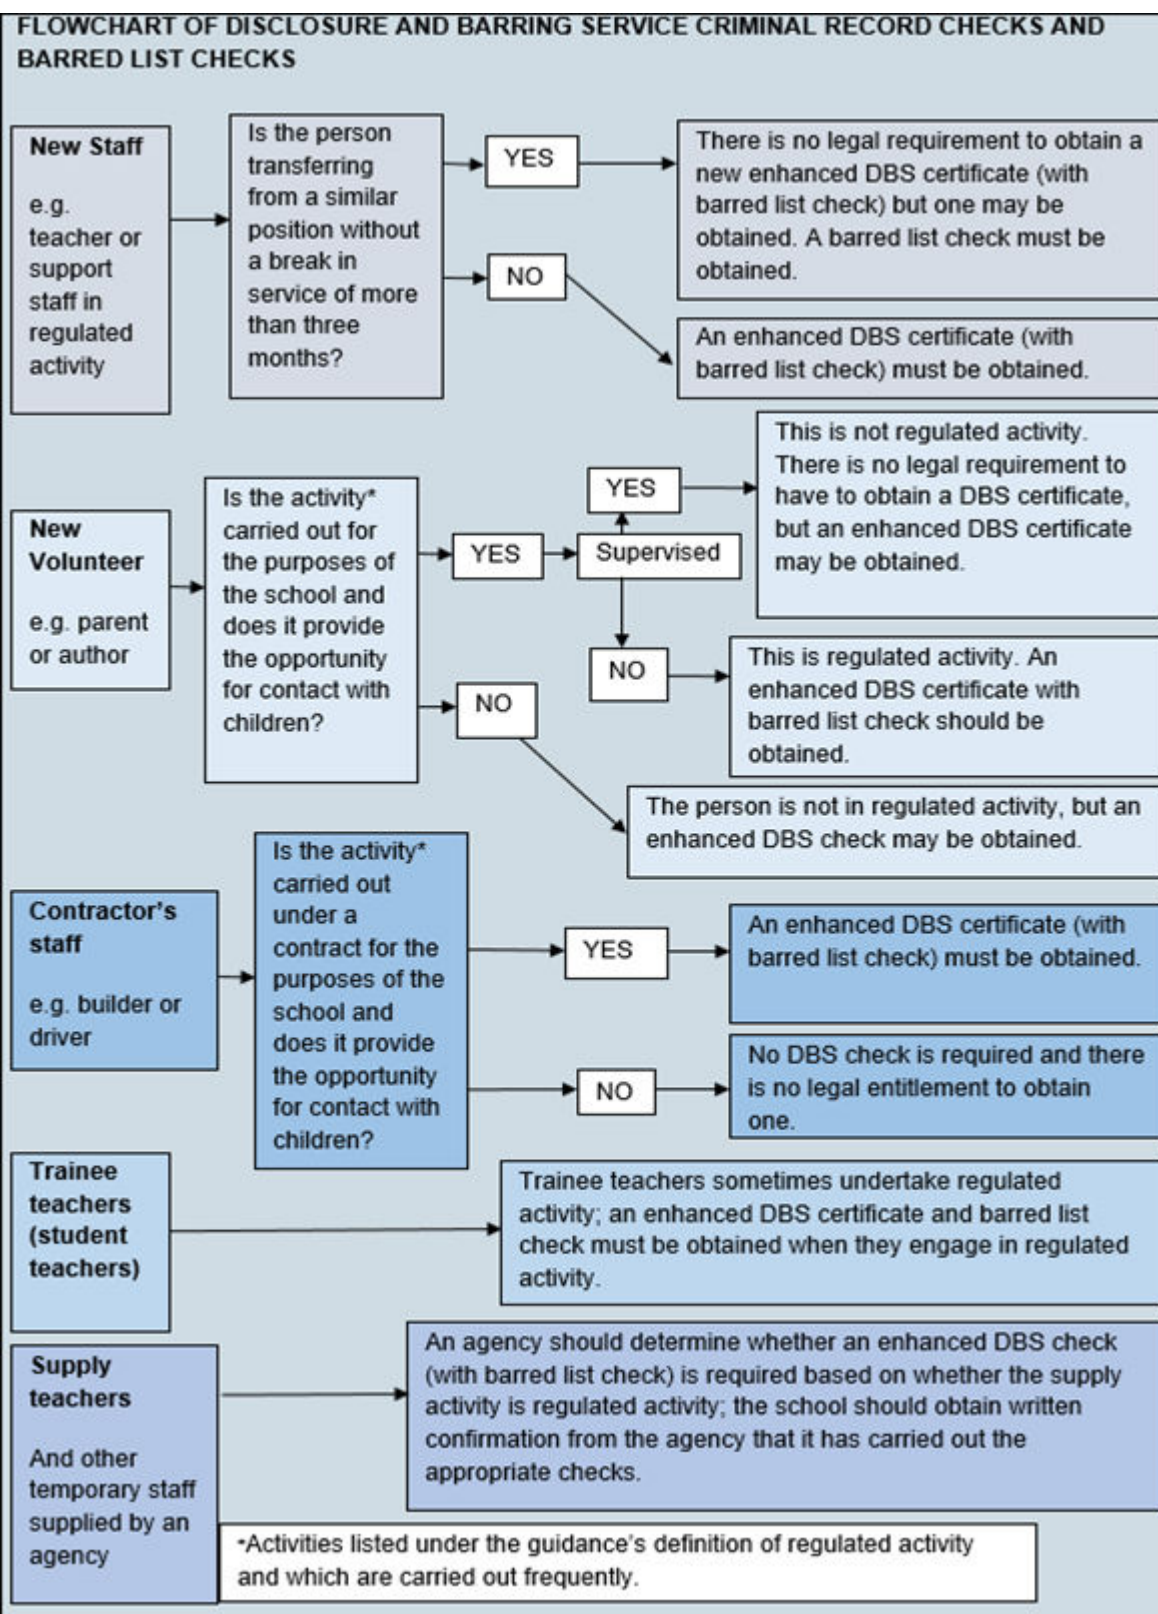 FLOWCHART OF DISCLOSURE AND BARRING SERVICE CRIMINAL RECORD CHECKS AND
BARRED LIST CHECKS
New Staff
e.g.
teacher or
support
staff in
regulated
activity
Is the person
transferring
from a similar
position without
a break in
service of more
than three
months?
YES
There is no legal requirement to obtain a
new enhanced DBS certificate (with
barred list check) but one may be
obtained. A barred list check must be
obtained.
NO
An enhanced DBS certificate (with
barred list check) must be obtained.
New
Volunteer
e.g. parent
or author
Is the activity*
carried out for
the purposes of
the school and
does it provide
the opportunity
for contact with
children?
YES
Supervised
YES
This is not regulated activity.
There is no legal requirement to
have to obtain a DBS certificate,
but an enhanced DBS certificate
may be obtained.
NO
This is regulated activity. An
enhanced DBS certificate with
barred list check should be
obtained.
NO
The person is not in regulated activity, but an
enhanced DBS check may be obtained.
Contractor's
staff
e.g. builder or
driver
Is the activity*
carried out
under a
contract for the
purposes of the
school and
does it provide
the opportunity
for contact with
children?
YES
An enhanced DBS certificate (with
barred list check) must be obtained.
NO
No DBS check is required and there
is no legal entitlement to obtain
one.
Trainee
teachers
(student
teachers)
Trainee teachers sometimes undertake regulated
activity; an enhanced DBS certificate and barred list
check must be obtained when they engage in regulated
activity.
Supply
teachers
And other
temporary staff
supplied by an
agency
An agency should determine whether an enhanced DBS check
(with barred list check) is required based on whether the supply
activity is regulated activity; the school should obtain written
confirmation from the agency that it has carried out the
appropriate checks.
*Activities listed under the guidance's definition of regulated activity
and which are carried out frequently.